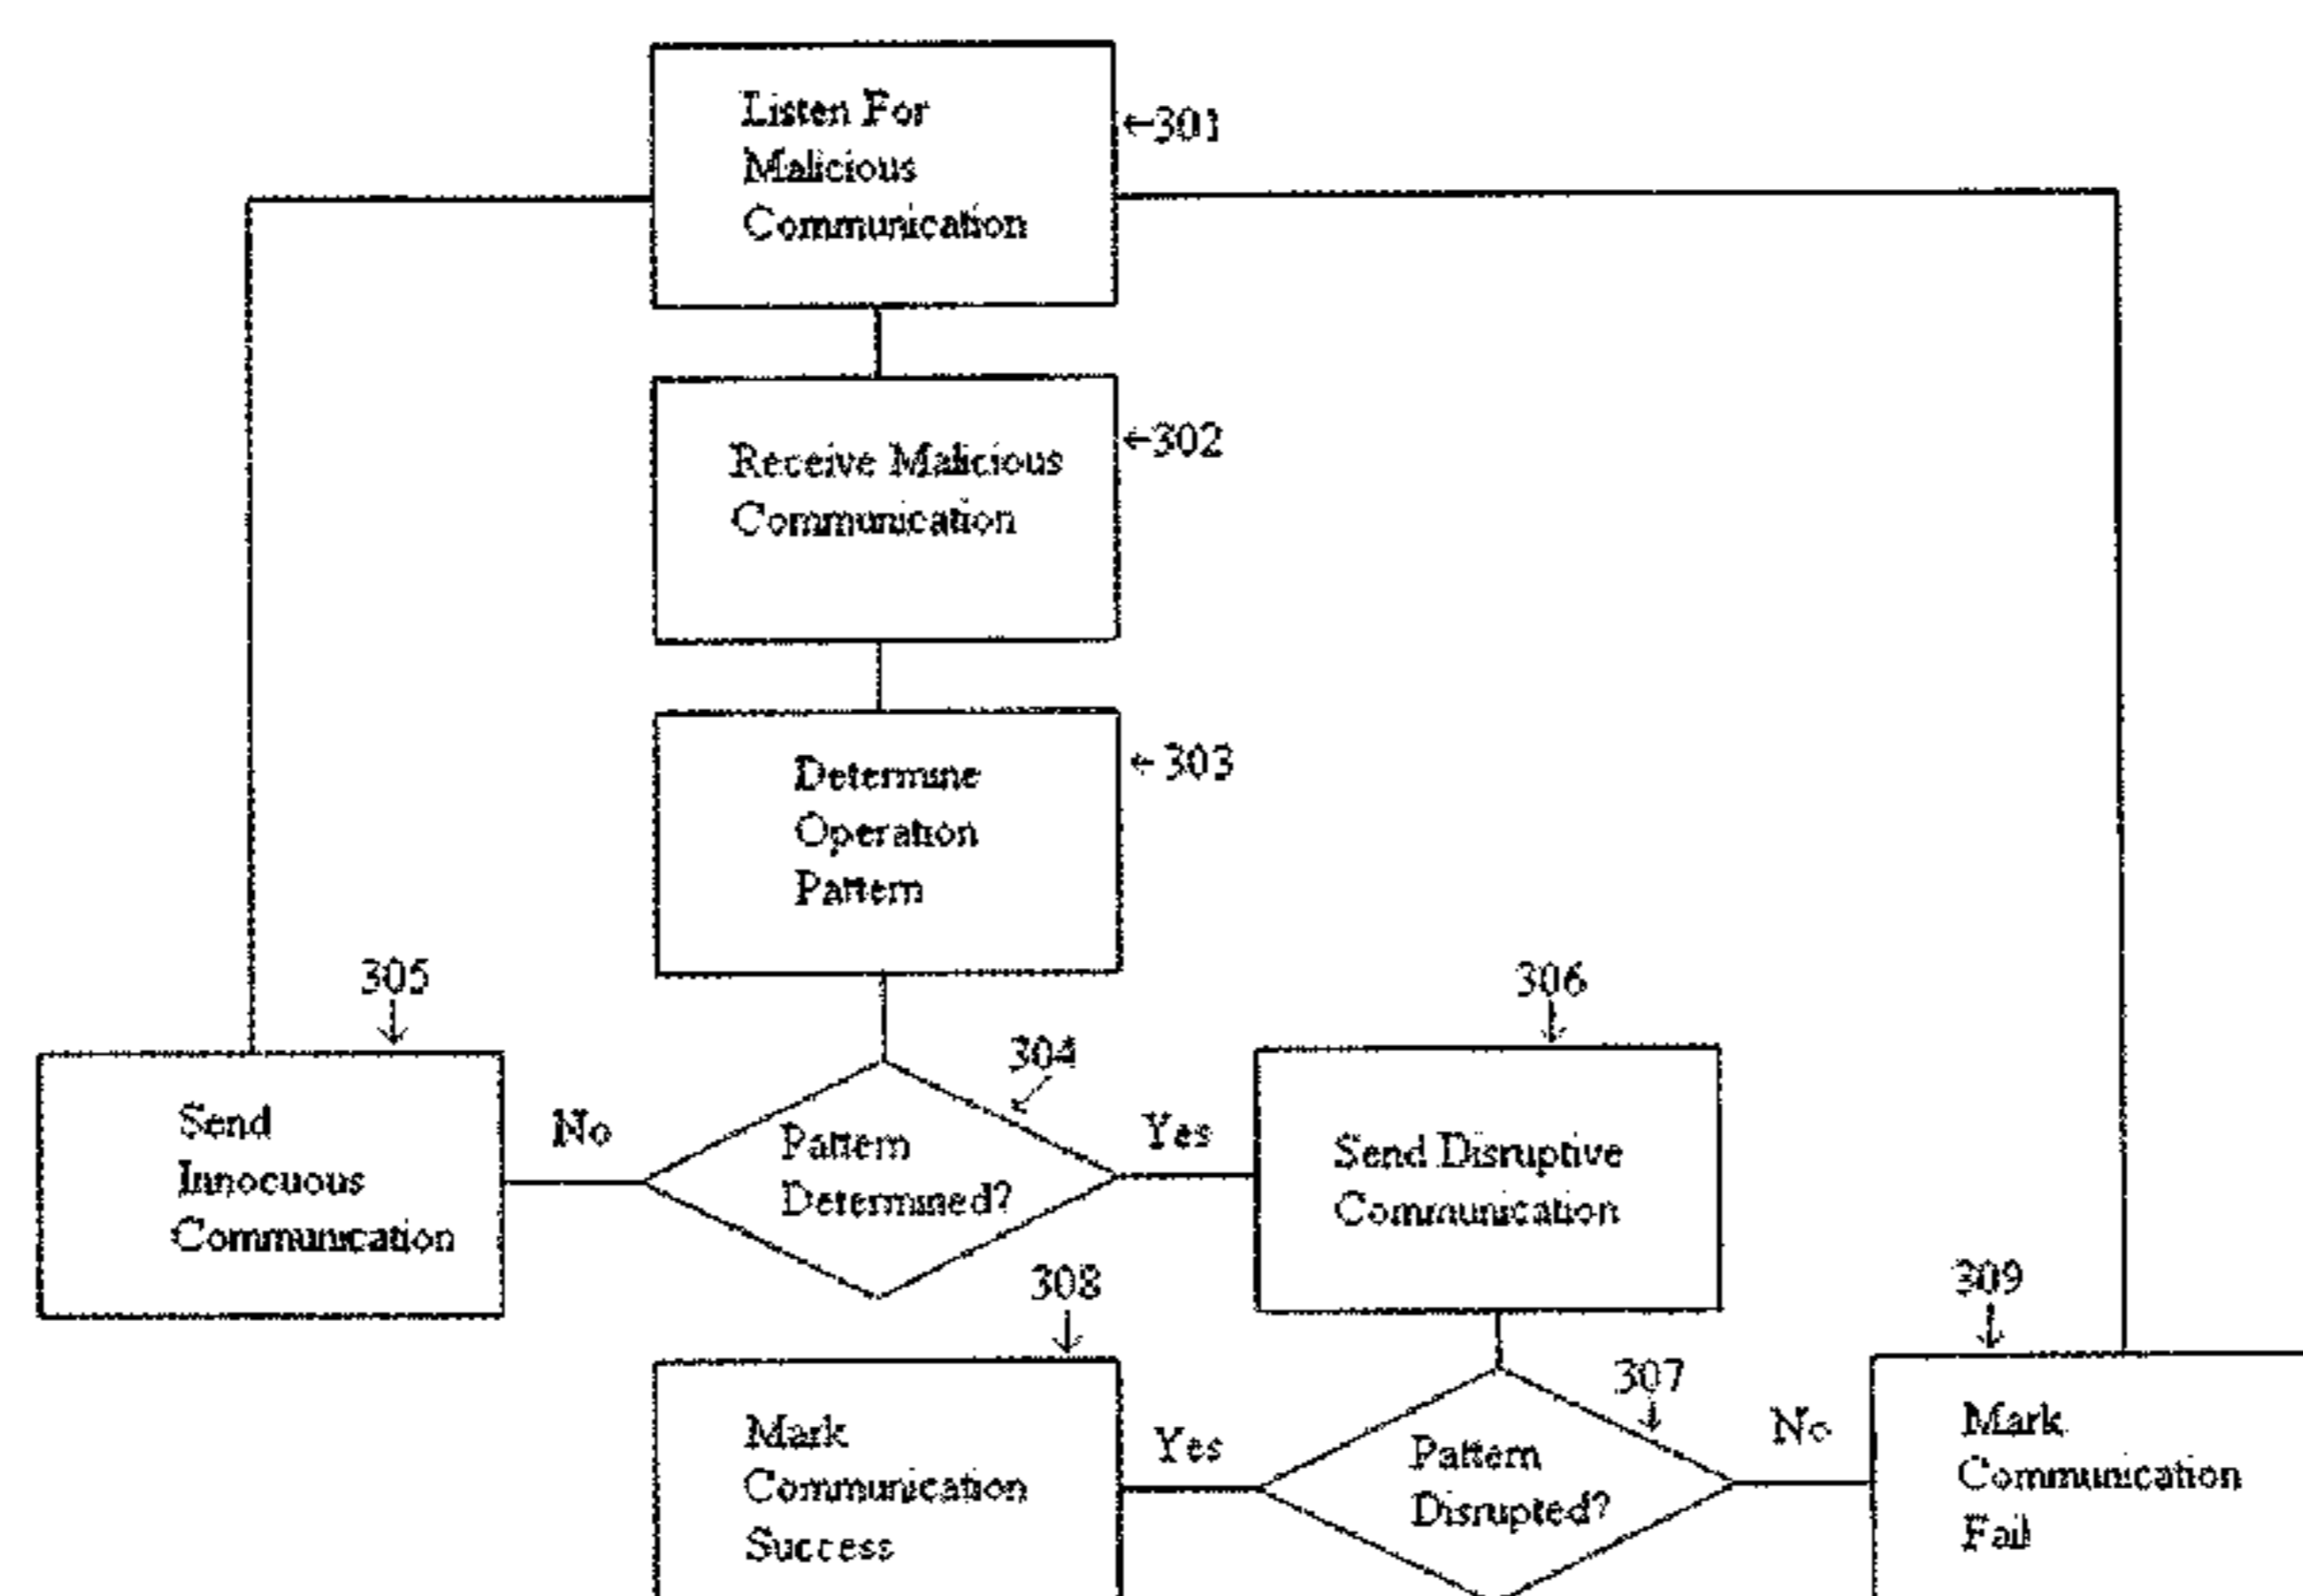 Listen For
Malicious
Communication
←301
Receive Malicious
Communication
←302
Determine
Operation
Pattern
←303
305
306
304
Send
Innocuous
Communication
No
Pattern
Determined?
Yes
Send Disruptive
Communication
308
309
307
Mark
Communication
Success
Yes
Pattern
Disrupted?
No
Mark
Communication
Fail